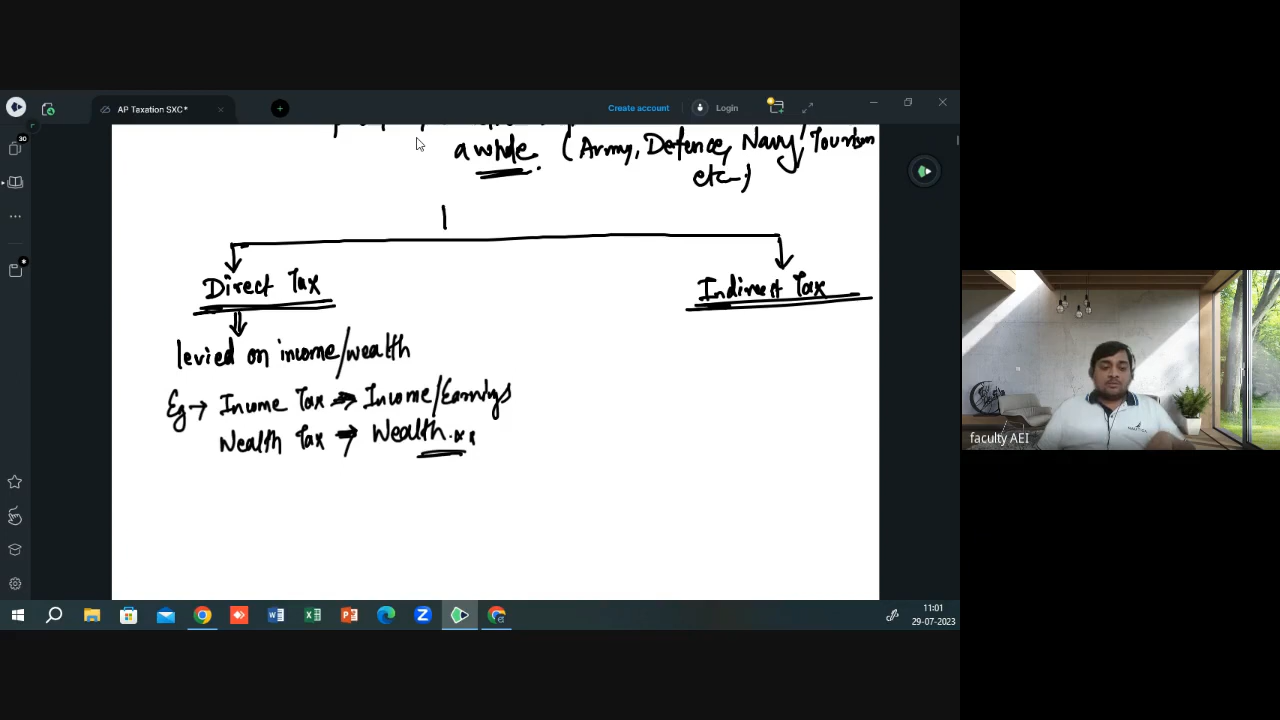 AP Taxation SXC*
Create account
Login
30
a whole. (Army, Defence, Navy, Tourism
etc-)
Direct Tax
Indirect Tax
levied on income/wealth
Eg → Income Tax → Income/Earnings
Wealth Tax → Wealth
faculty AEI
11:01
29-07-2023